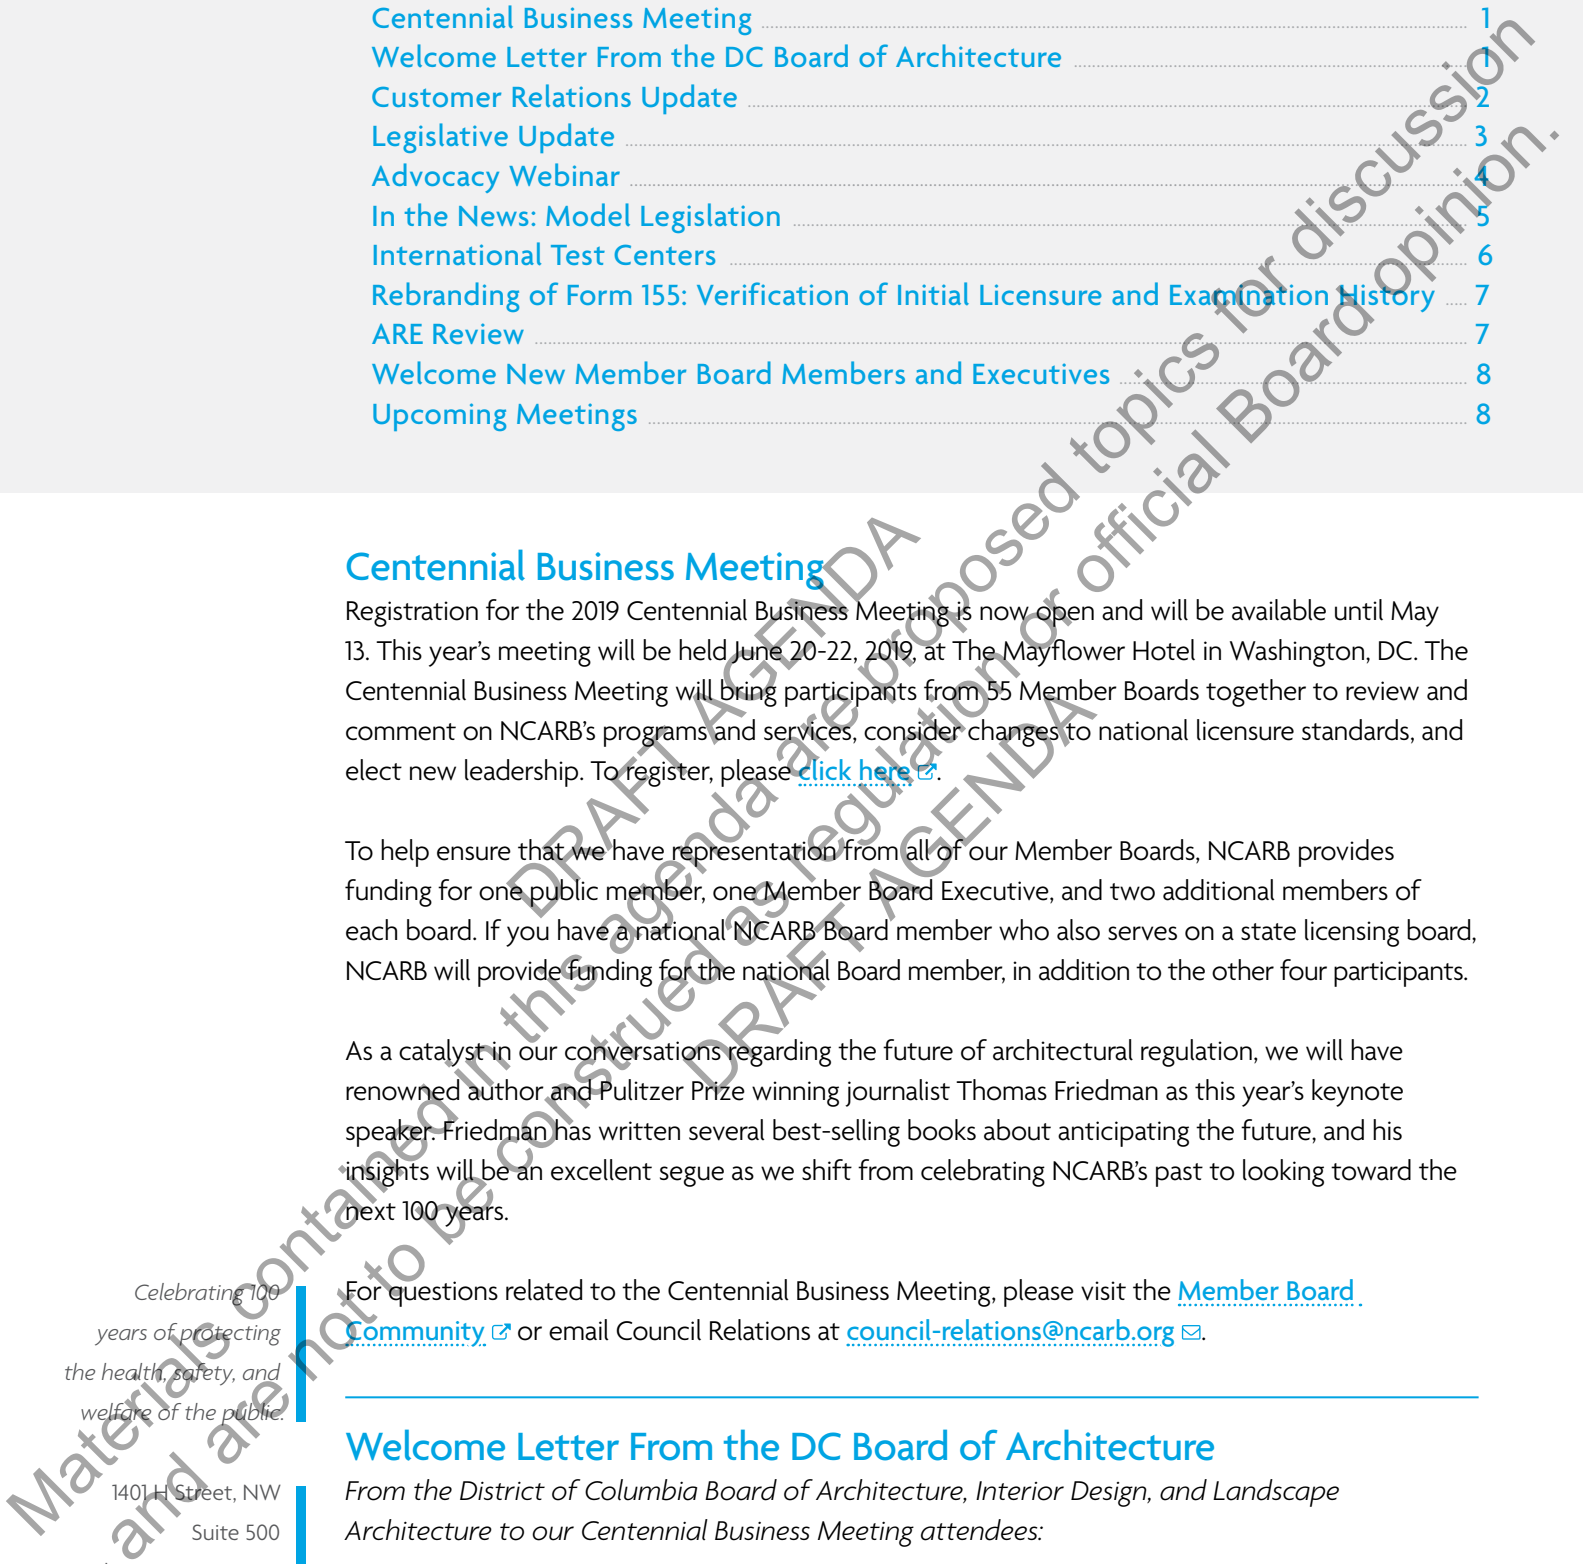 Centennial Business Meeting 1
Welcome Letter From the DC Board of Architecture 1
Customer Relations Update 2
Legislative Update 3
Advocacy Webinar 4
In the News: Model Legislation 5
International Test Centers 6
Rebranding of Form 155: Verification of Initial Licensure and Examination History 7
ARE Review 7
Welcome New Member Board Members and Executives 8
Upcoming Meetings 8
Centennial Business Meeting
Registration for the 2019 Centennial Business Meeting is now open and will be available until May
13. This year's meeting will be held June 20-22, 2019, at The Mayflower Hotel in Washington, DC. The
Centennial Business Meeting will bring participants from 55 Member Boards together to review and
comment on NCARB's programs and services, consider changes to national licensure standards, and
elect new leadership. To register, please click here.
To help ensure that we have representation from all of our Member Boards, NCARB provides
funding for one public member, one Member Board Executive, and two additional members of
each board. If you have a national NCARB Board member who also serves on a state licensing board,
NCARB will provide funding for the national Board member, in addition to the other four participants.
As a catalyst in our conversations regarding the future of architectural regulation, we will have
renowned author and Pulitzer Prize winning journalist Thomas Friedman as this year's keynote
speaker. Friedman has written several best-selling books about anticipating the future, and his
insights will be an excellent segue as we shift from celebrating NCARB's past to looking toward the
next 100 years.
For questions related to the Centennial Business Meeting, please visit the Member Board
Community or email Council Relations at council-relations@ncarb.org.
Celebrating 100
years of protecting
the health, safety, and
welfare of the public.
Welcome Letter From the DC Board of Architecture
From the District of Columbia Board of Architecture, Interior Design, and Landscape
Architecture to our Centennial Business Meeting attendees:
1401 H Street, NW
Suite 500
DRAFT AGENDA
Materials contained in this agenda are proposed topics for discussion
and are not to be construed as regulation or official Board opinion.
DRAFT AGENDA